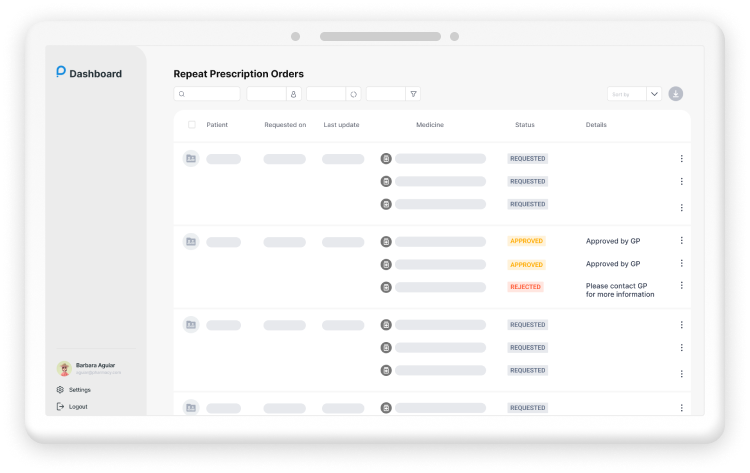 Dashboard
Repeat Prescription Orders
Sort by
Patient Requested on Last update Medicine Status Details
REQUESTED
REQUESTED
REQUESTED
APPROVED Approved by GP
APPROVED Approved by GP
REJECTED Please contact GP
for more information
REQUESTED
REQUESTED
REQUESTED
REQUESTED
Barbara Aguiar
Settings
Logout